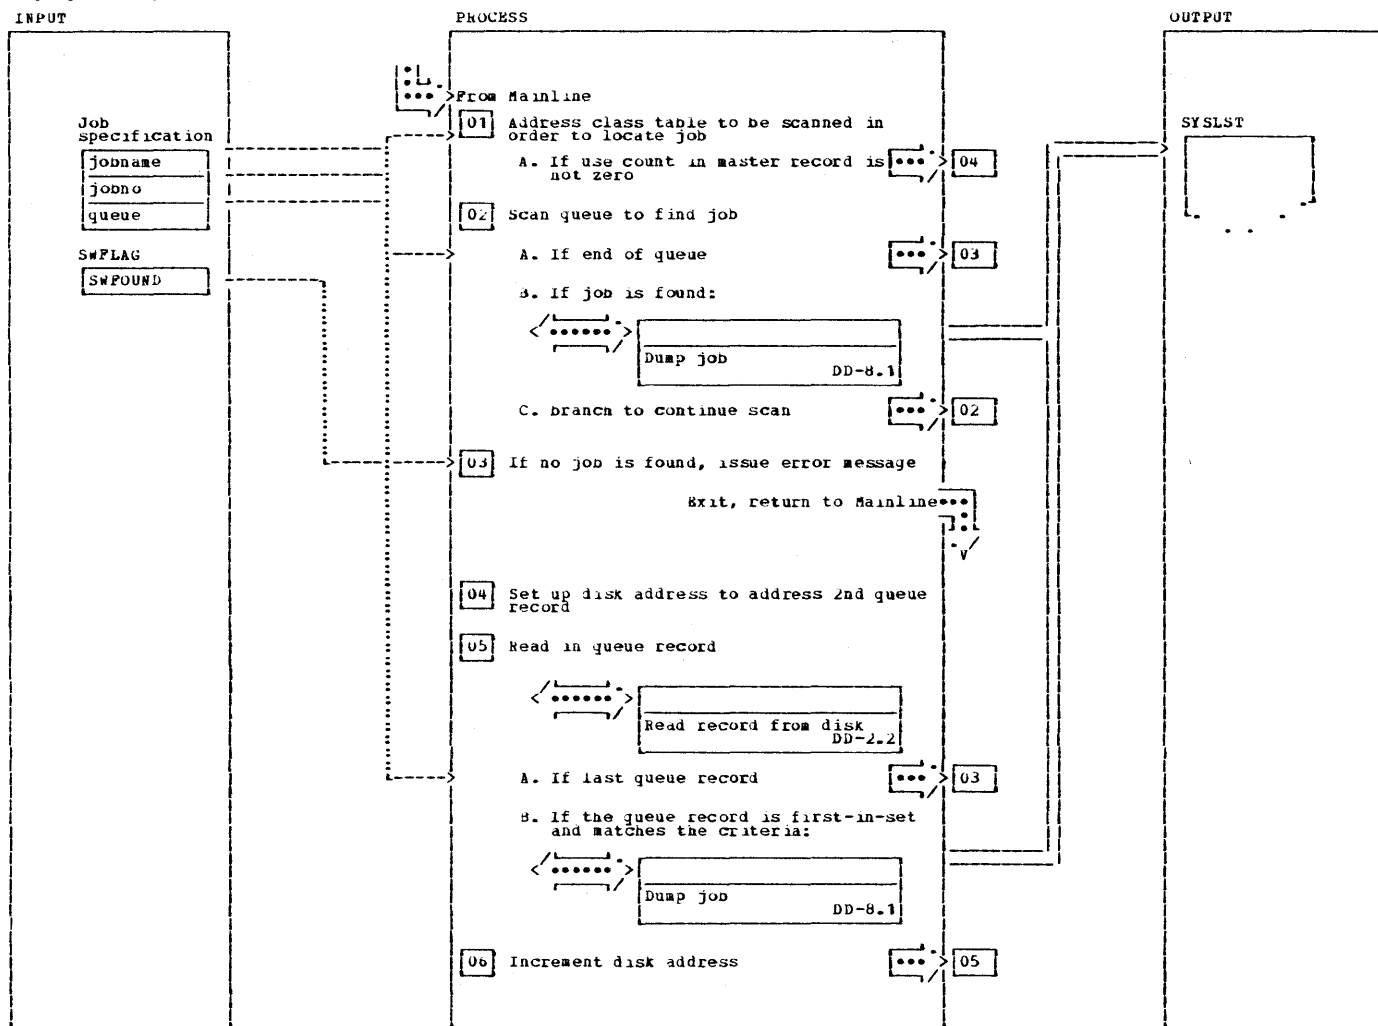 INPUT
PROCESS
OUTPUT
From Mainline
Job
specification
jobname
jobno
queue
SWFLAG
SWFOUND
01 Address class table to be scanned in
order to locate job
A. If use count in master record is
not zero
04
02 Scan queue to find job
A. If end of queue
03
B. If job is found:
Dump job
DD-8.1
C. branch to continue scan
02
03 If no job is found, issue error message
Exit, return to Mainline
04 Set up disk address to address 2nd queue
record
05 Read in queue record
Read record from disk
DD-2.2
A. If last queue record
03
B. If the queue record is first-in-set
and matches the criteria:
Dump job
DD-8.1
06 Increment disk address
05
SYSLST